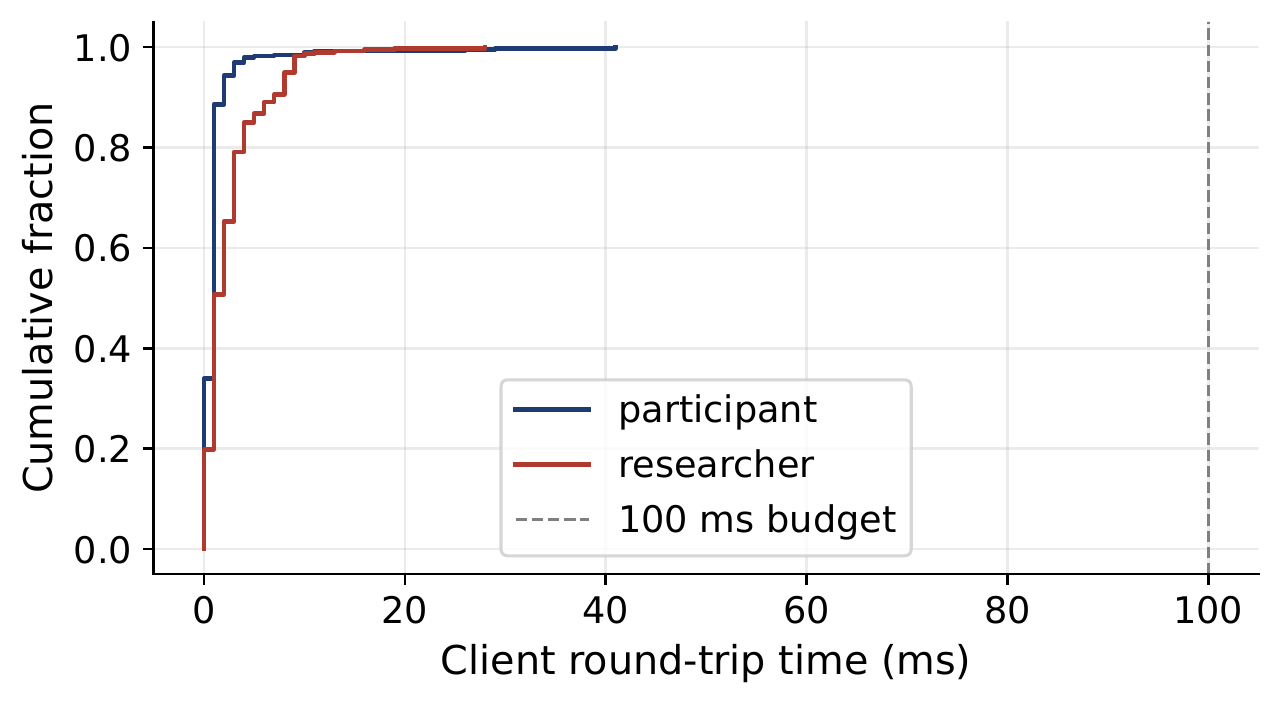 Cumulative fraction
1.0
0.8
0.6
0.4
0.2
0.0
participant
researcher
100 ms budget
0 20 40 60 80 100
Client round-trip time (ms)